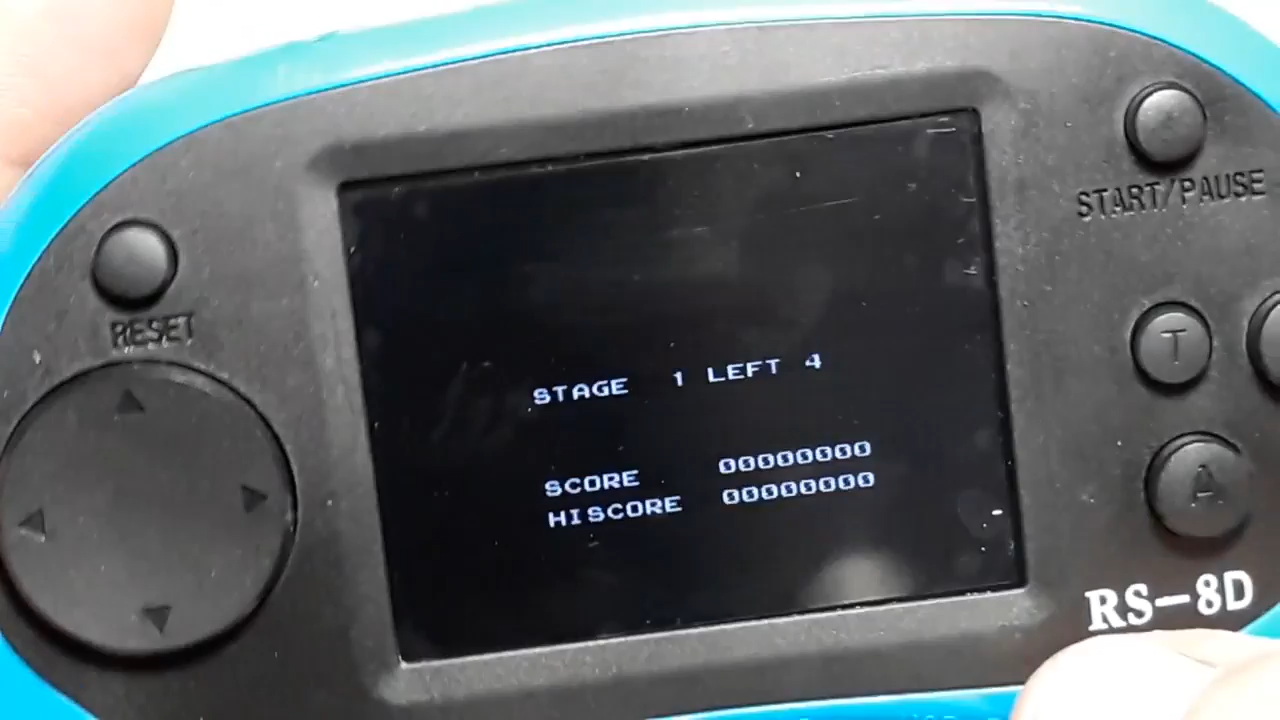 START/PAUSE
RESET
T
STAGE 1 LEFT 4
SCORE 00000000
HISCORE 00000000
A
RS-8D